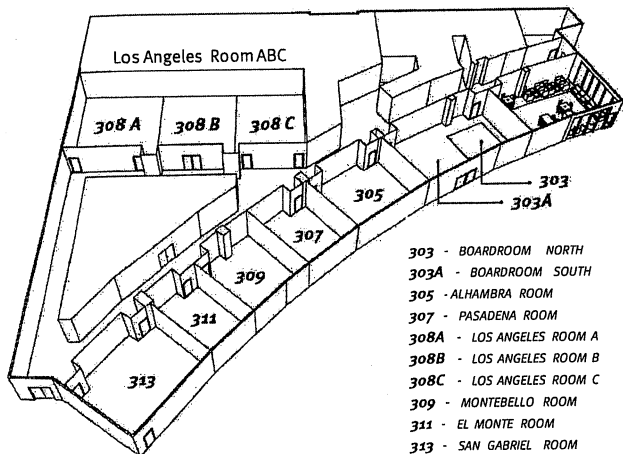 Los Angeles Room ABC
308 A
308 B
308 C
303
303A
305
307
309
311
313
303 - BOARDROOM NORTH
303A - BOARDROOM SOUTH
305 - ALHAMBRA ROOM
307 - PASADENA ROOM
308A - LOS ANGELES ROOM A
308B - LOS ANGELES ROOM B
308C - LOS ANGELES ROOM C
309 - MONTEBELLO ROOM
311 - EL MONTE ROOM
313 - SAN GABRIEL ROOM